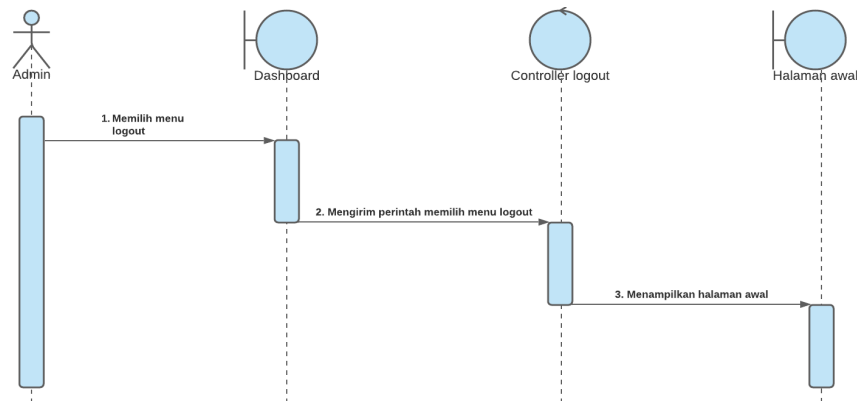 Admin
Dashboard
Controller logout
Halaman awal
1. Memilih menu
logout
2. Mengirim perintah memilih menu logout
3. Menampilkan halaman awal